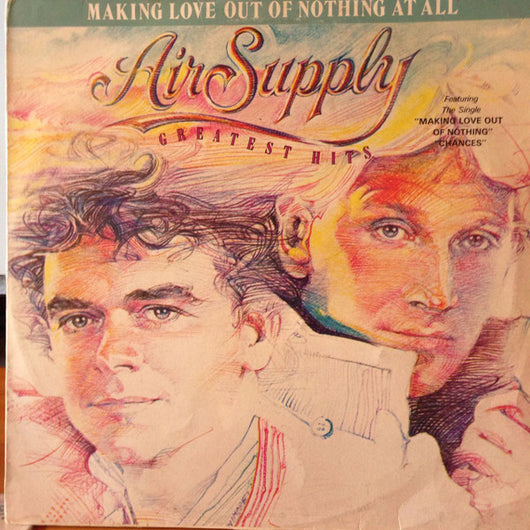 MAKING LOVE OUT OF NOTHING AT ALL
Air Supply
GREATEST HITS
Featuring
The Single
"MAKING LOVE OUT
OF NOTHING"
"CHANCES"